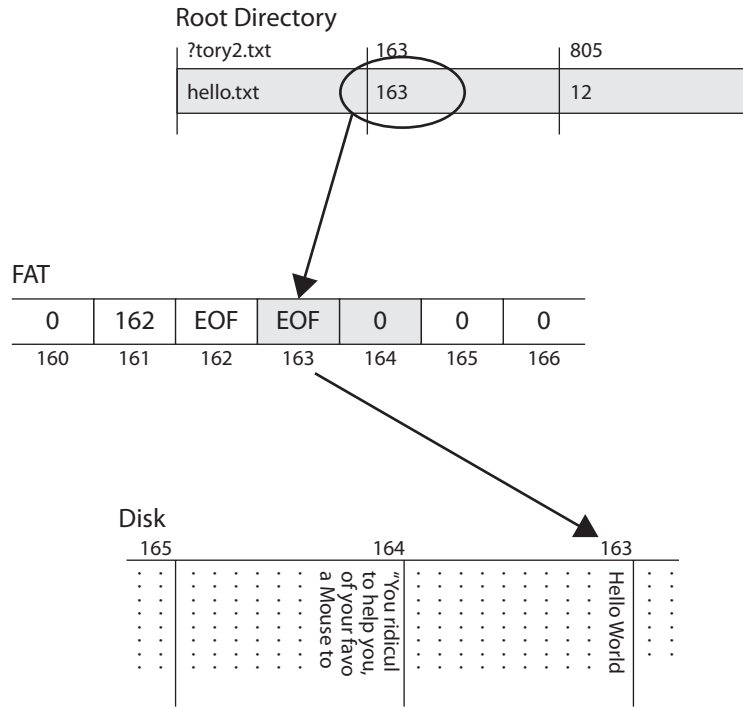 Root Directory
?tory2.txt 163 805
hello.txt 163 12
FAT
0 162 EOF EOF 0 0 0
160 161 162 163 164 165 166
Disk
165 164 163
"You ridicul
to help you,
of your favo
a Mouse to
Hello World